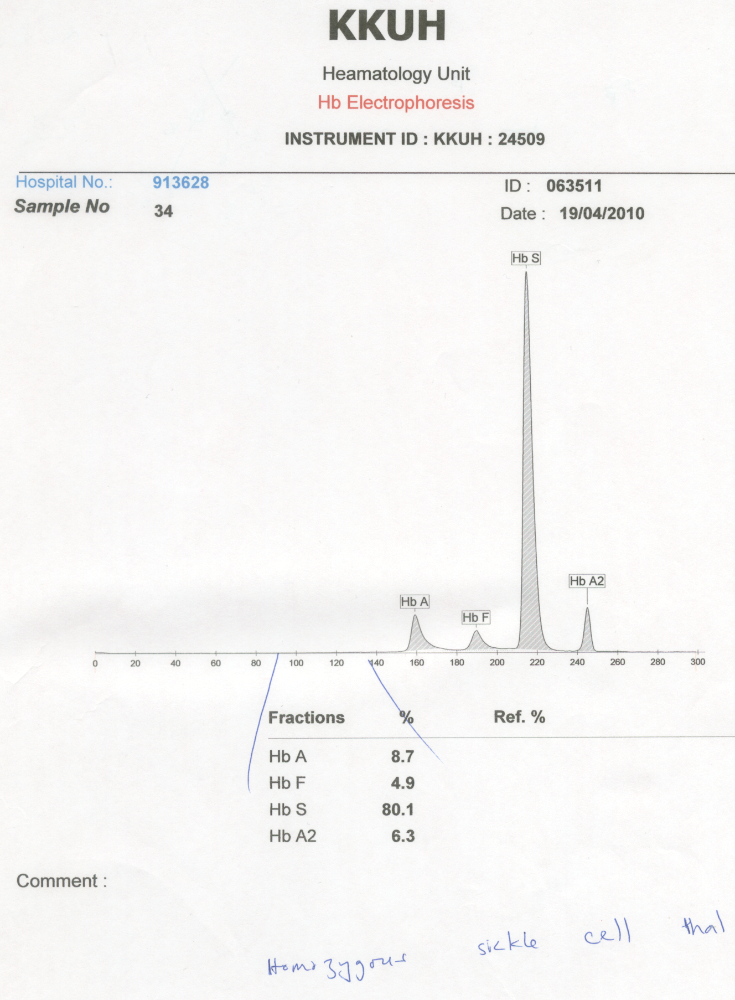 KKUH
Heamatology Unit
Hb Electrophoresis
INSTRUMENT ID : KKUH : 24509
Hospital No.: 913628 ID : 063511
Sample No 34 Date : 19/04/2010
Hb S
Hb A2
Hb A
Hb F
0 20 40 60 80 100 120 140 160 180 200 220 240 260 280 300
Fractions % Ref. %
Hb A 8.7
Hb F 4.9
Hb S 80.1
Hb A2 6.3
Comment :
Homozygous sickle cell thal